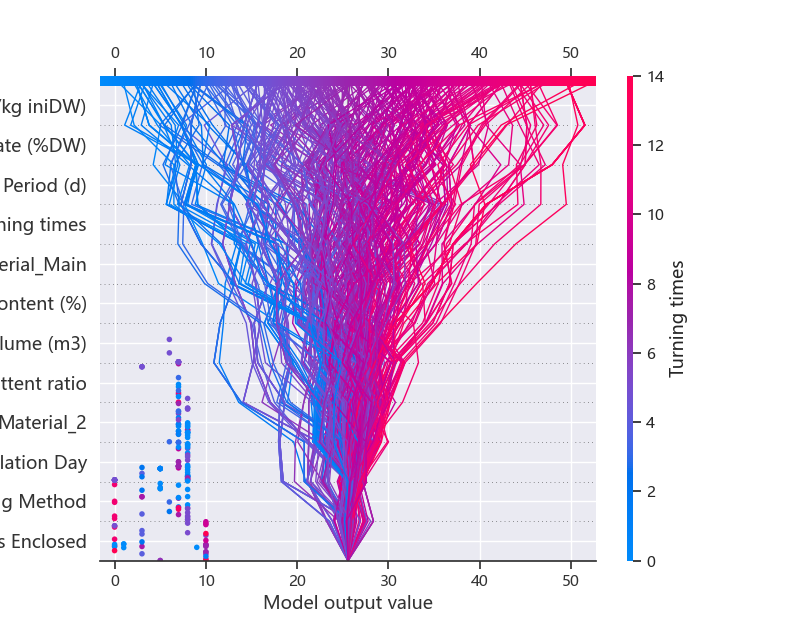 0 10 20 30 40 50
/kg iniDW)
ate (%DW)
Period (d)
ning times
erial_Main
ontent (%)
lume (m3)
ttent ratio
Material_2
lation Day
g Method
s Enclosed
0 10 20 30 40 50
Model output value
14
12
10
8
6
4
2
0
Turning times